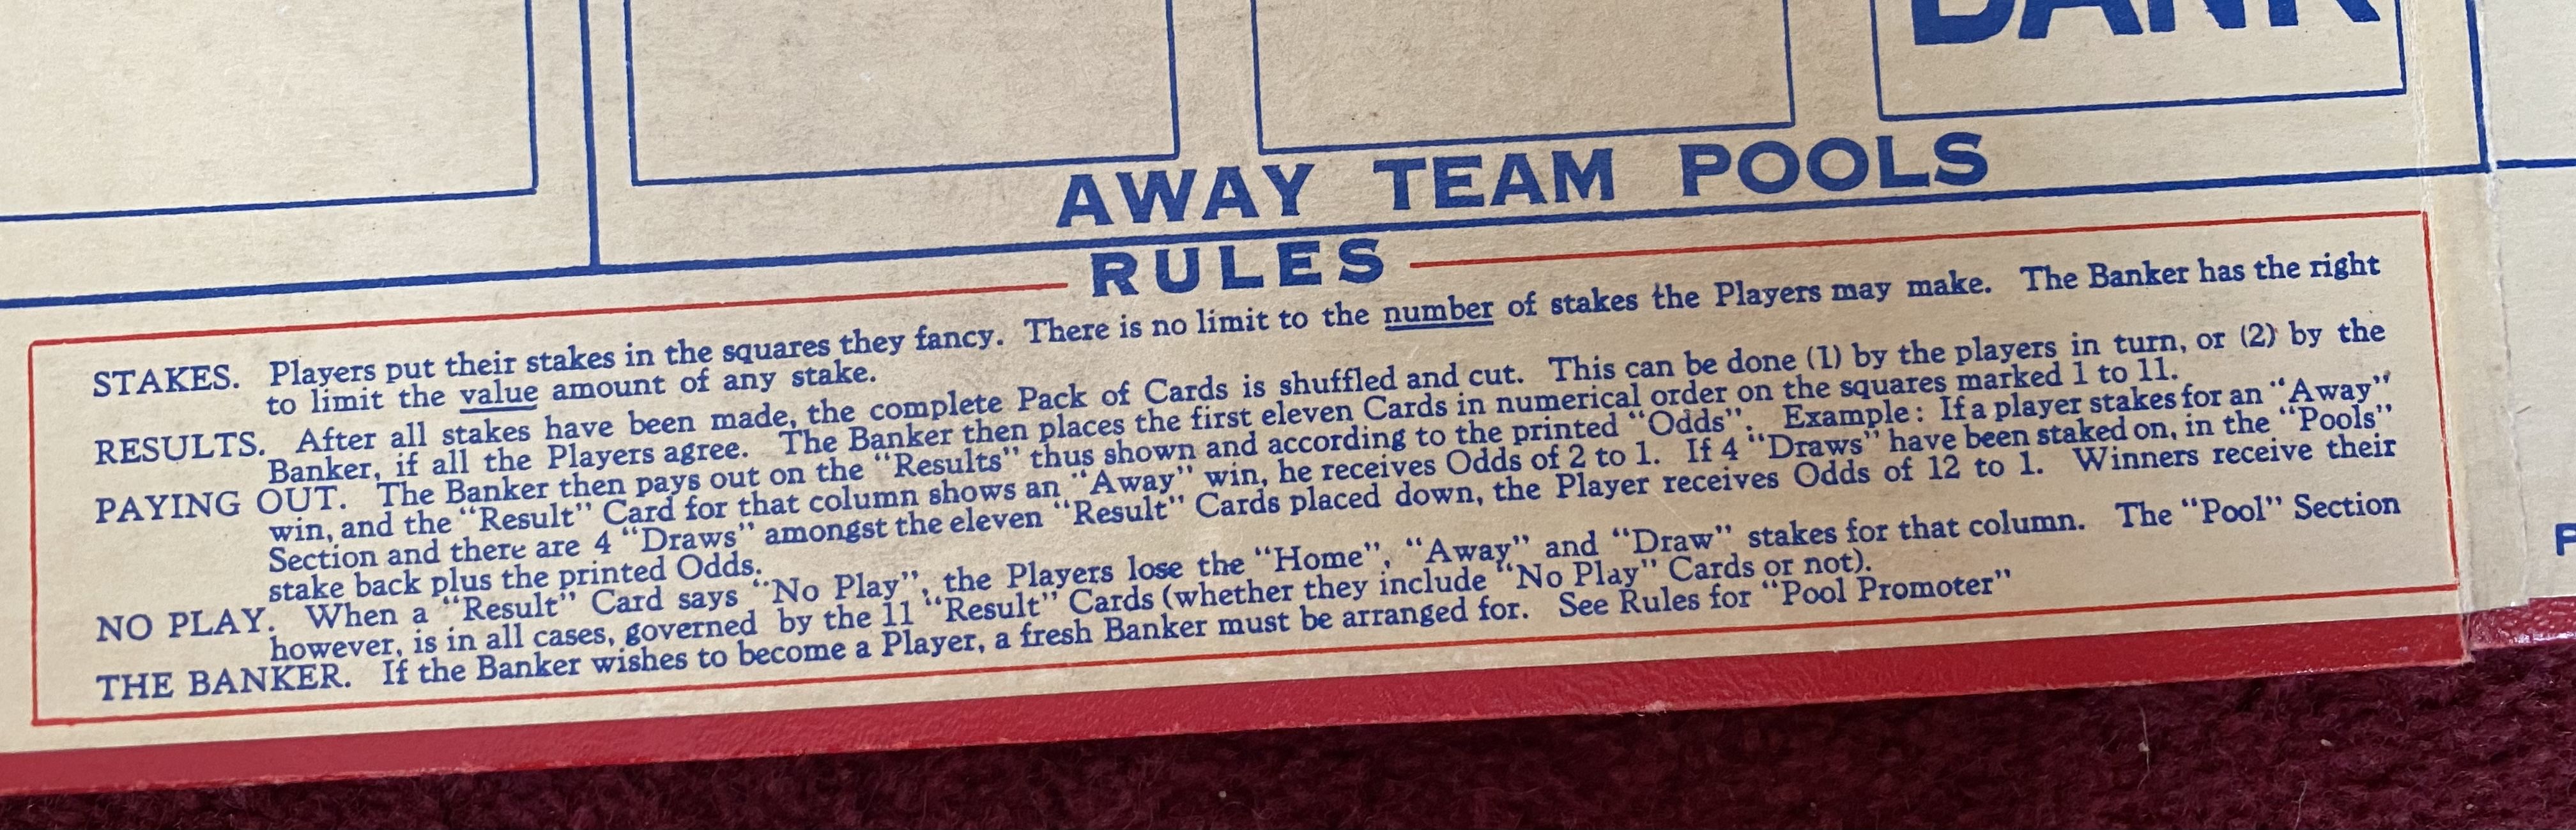 BANK
AWAY TEAM POOLS
RULES
STAKES. Players put their stakes in the squares they fancy. There is no limit to the number of stakes the Players may make. The Banker has the right
to limit the value amount of any stake.
RESULTS. After all stakes have been made, the complete Pack of Cards is shuffled and cut. This can be done (1) by the players in turn, or (2) by the
Banker, if all the Players agree. The Banker then places the first eleven Cards in numerical order on the squares marked 1 to 11.
PAYING OUT. The Banker then pays out on the "Results" thus shown and according to the printed "Odds". Example: If a player stakes for an "Away"
win, and the "Result" Card for that column shows an "Away" win, he receives Odds of 2 to 1. If 4 "Draws" have been staked on, in the "Pools"
Section and there are 4 "Draws" amongst the eleven "Result" Cards placed down, the Player receives Odds of 12 to 1. Winners receive their
stake back plus the printed Odds.
NO PLAY. When a "Result" Card says "No Play", the Players lose the "Home", "Away" and "Draw" stakes for that column. The "Pool" Section
however, is in all cases, governed by the 11 "Result" Cards (whether they include "No Play" Cards or not).
THE BANKER. If the Banker wishes to become a Player, a fresh Banker must be arranged for. See Rules for "Pool Promoter"